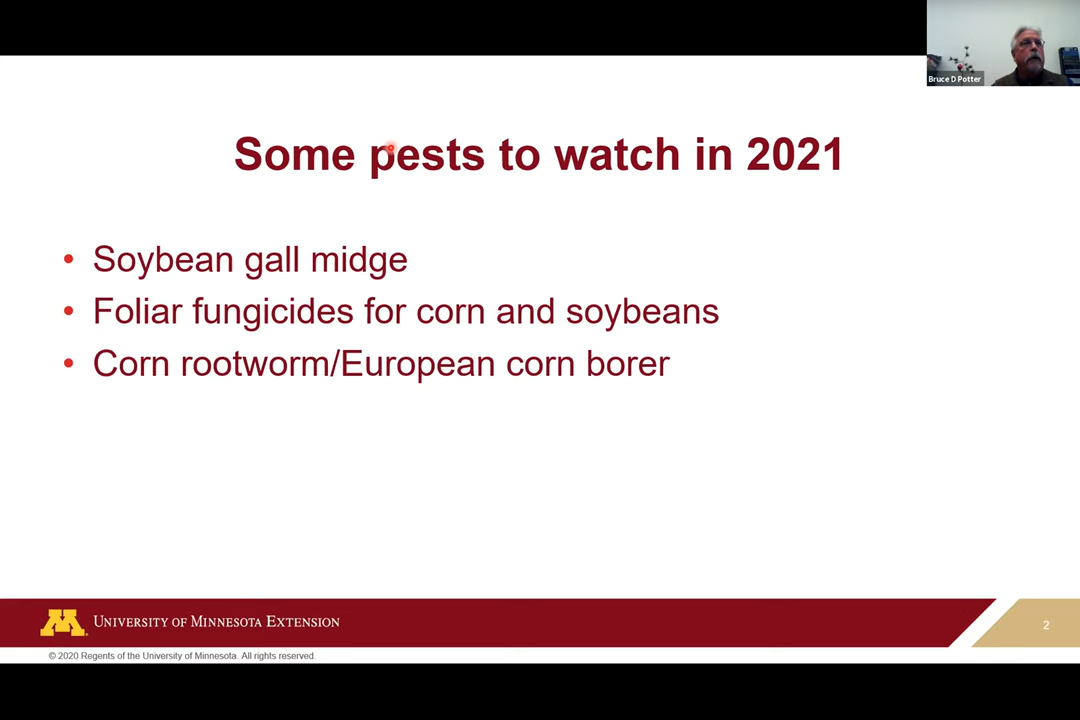 Bruce D Potter
Some pests to watch in 2021
• Soybean gall midge
• Foliar fungicides for corn and soybeans
• Corn rootworm/European corn borer
M
UNIVERSITY OF MINNESOTA EXTENSION
2
© 2020 Regents of the University of Minnesota. All rights reserved.